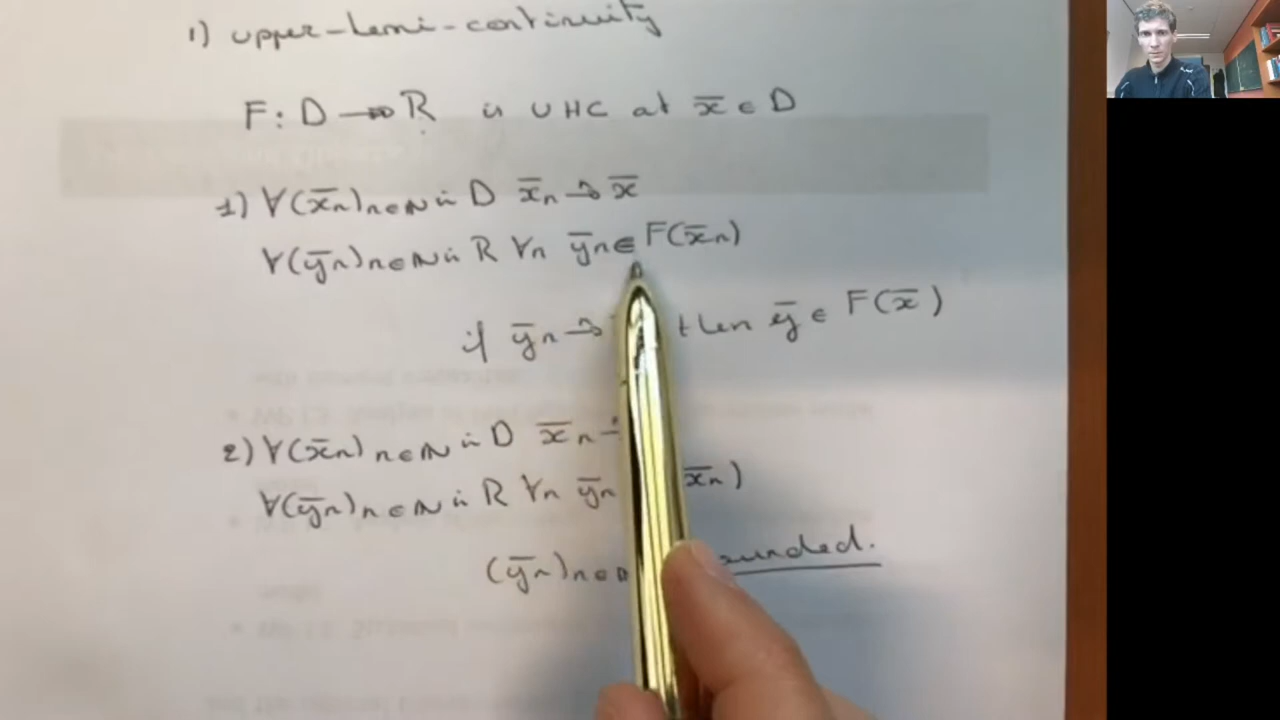 1) upper-hemi-continuity
F: D ↠ R is UHC at x̄ ∈ D
1) ∀(x̄n)n∈N in D x̄n → x̄
∀(ȳn)n∈N in R ∀n ȳn ∈ F(x̄n)
if ȳn → then ȳ ∈ F(x̄)
2) ∀(x̄n)n∈N in D x̄n
∀(ȳn)n∈N in R ∀n ȳn x̄n)
(ȳn)n∈